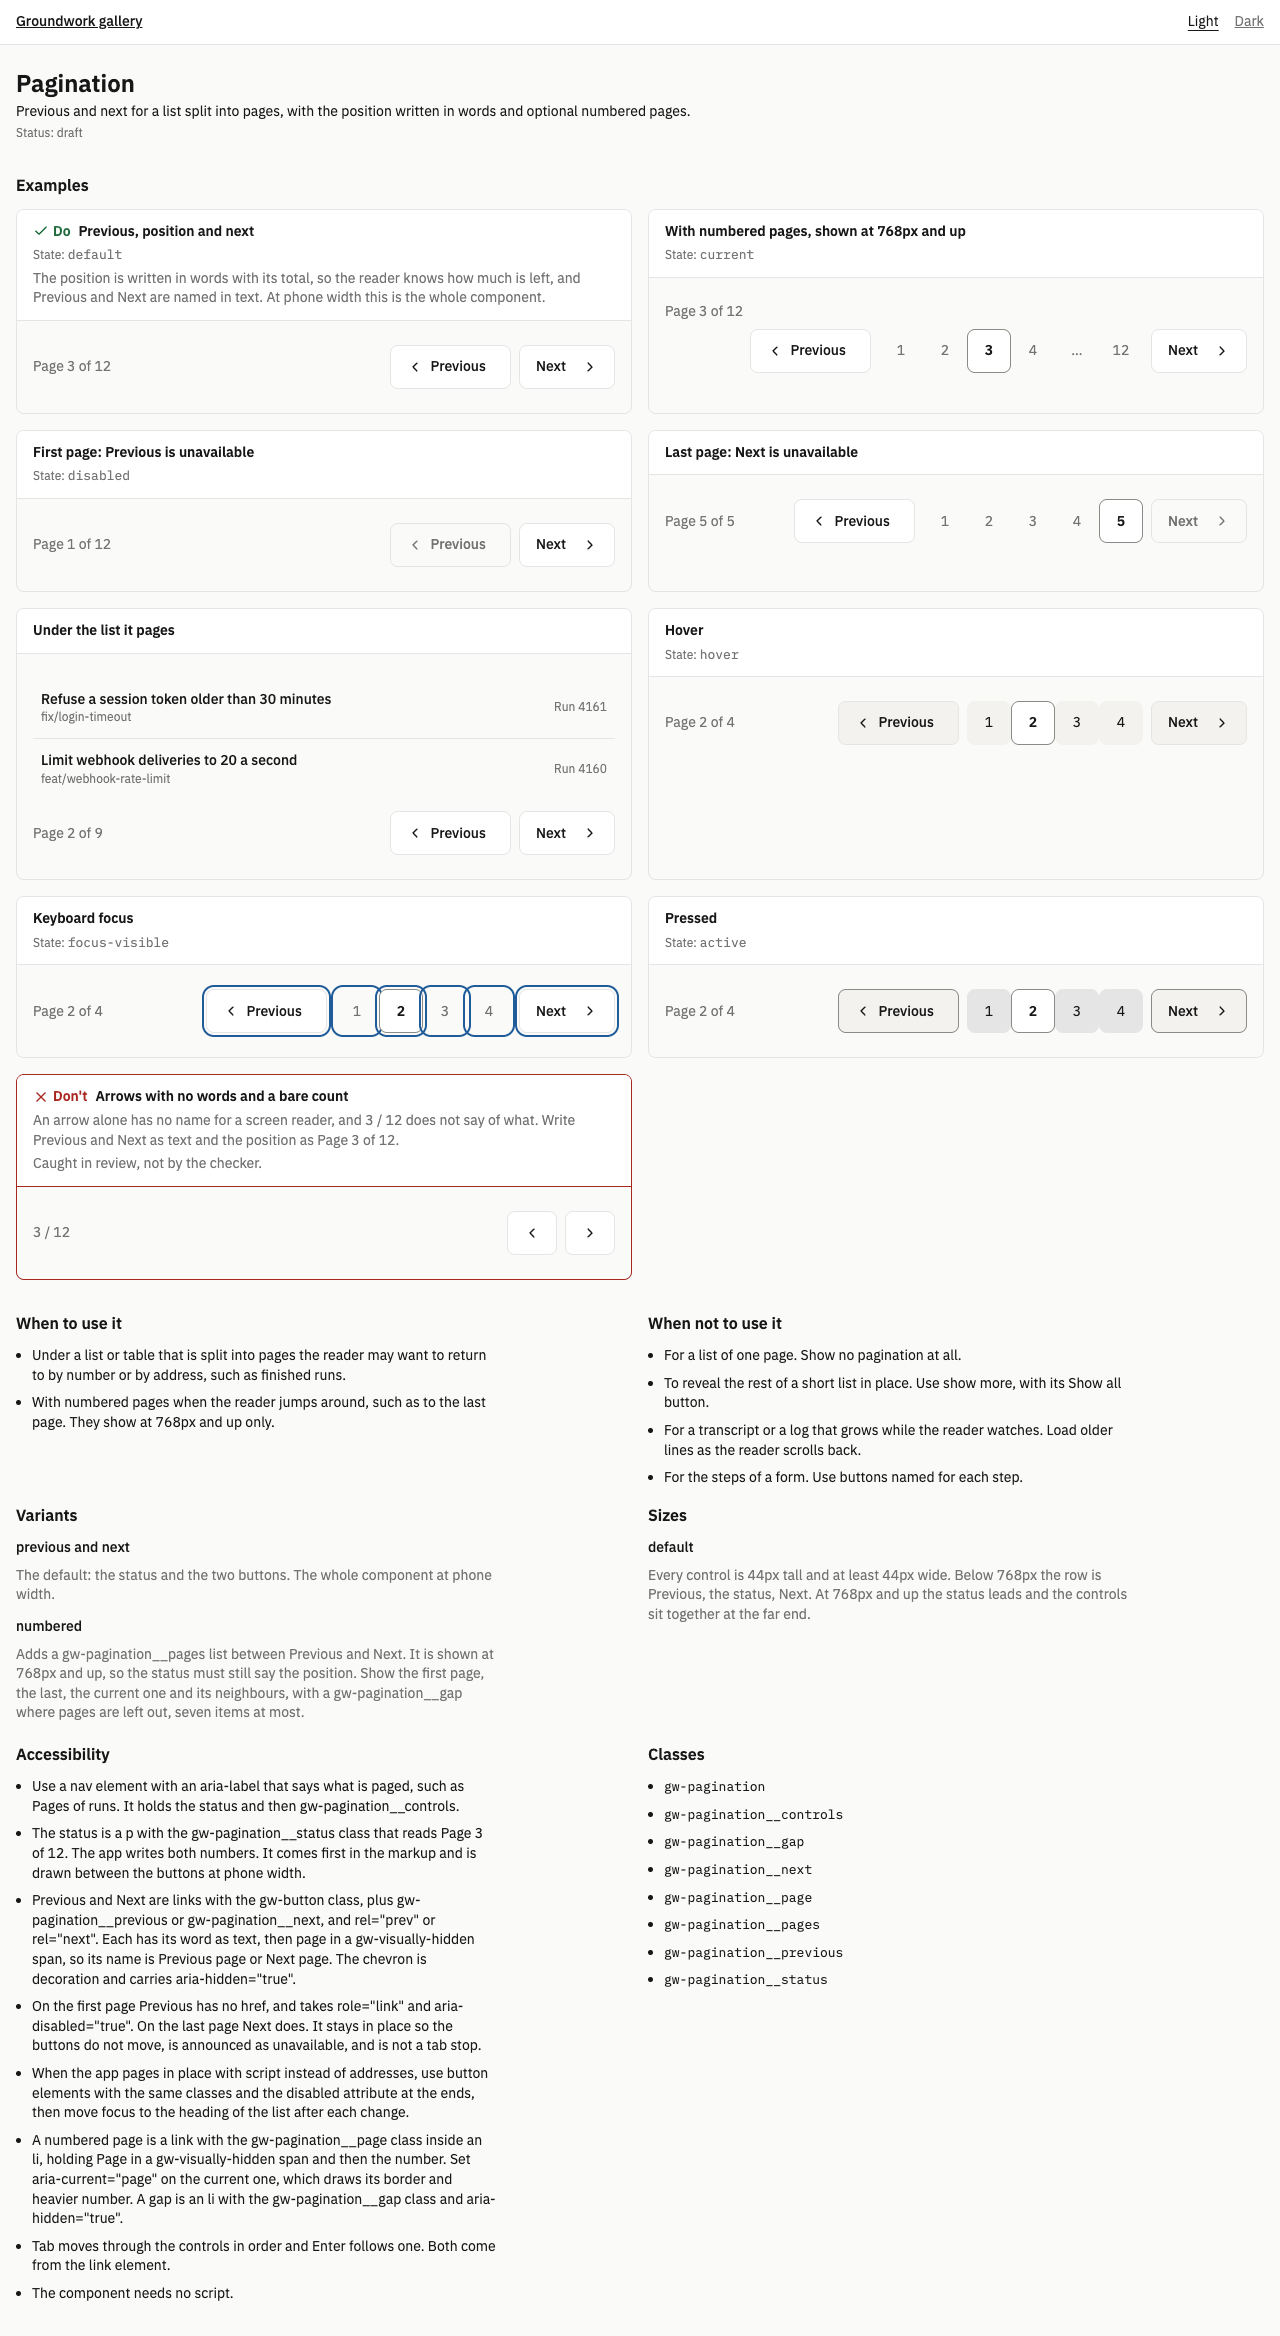 Groundwork gallery
Light Dark
Pagination
Previous and next for a list split into pages, with the position written in words and optional numbered pages.
Status: draft
Examples
Do Previous, position and next
State: default
The position is written in words with its total, so the reader knows how much is left, and
Previous and Next are named in text. At phone width this is the whole component.
Page 3 of 12 Previous Next
With numbered pages, shown at 768px and up
State: current
Page 3 of 12
Previous 1 2 3 4 ... 12 Next
First page: Previous is unavailable
State: disabled
Page 1 of 12 Previous Next
Last page: Next is unavailable
Page 5 of 5 Previous 1 2 3 4 5 Next
Under the list it pages
Refuse a session token older than 30 minutes
fix/login-timeout
Run 4161
Limit webhook deliveries to 20 a second
feat/webhook-rate-limit
Run 4160
Page 2 of 9 Previous Next
Hover
State: hover
Page 2 of 4 Previous 1 2 3 4 Next
Keyboard focus
State: focus-visible
Page 2 of 4 Previous 1 2 3 4 Next
Pressed
State: active
Page 2 of 4 Previous 1 2 3 4 Next
Don't Arrows with no words and a bare count
An arrow alone has no name for a screen reader, and 3 / 12 does not say of what. Write
Previous and Next as text and the position as Page 3 of 12.
Caught in review, not by the checker.
3 / 12
When to use it
Under a list or table that is split into pages the reader may want to return
to by number or by address, such as finished runs.
With numbered pages when the reader jumps around, such as to the last
page. They show at 768px and up only.
When not to use it
For a list of one page. Show no pagination at all.
To reveal the rest of a short list in place. Use show more, with its Show all
button.
For a transcript or a log that grows while the reader watches. Load older
lines as the reader scrolls back.
For the steps of a form. Use buttons named for each step.
Variants
previous and next
The default: the status and the two buttons. The whole component at phone
width.
numbered
Adds a gw-pagination__pages list between Previous and Next. It is shown at
768px and up, so the status must still say the position. Show the first page,
the last, the current one and its neighbours, with a gw-pagination__gap
where pages are left out, seven items at most.
Sizes
default
Every control is 44px tall and at least 44px wide. Below 768px the row is
Previous, the status, Next. At 768px and up the status leads and the controls
sit together at the far end.
Accessibility
Use a nav element with an aria-label that says what is paged, such as
Pages of runs. It holds the status and then gw-pagination__controls.
The status is a p with the gw-pagination__status class that reads Page 3
of 12. The app writes both numbers. It comes first in the markup and is
drawn between the buttons at phone width.
Previous and Next are links with the gw-button class, plus gw-
pagination__previous or gw-pagination__next, and rel="prev" or
rel="next". Each has its word as text, then page in a gw-visually-hidden
span, so its name is Previous page or Next page. The chevron is
decoration and carries aria-hidden="true".
On the first page Previous has no href, and takes role="link" and aria-
disabled="true". On the last page Next does. It stays in place so the
buttons do not move, is announced as unavailable, and is not a tab stop.
When the app pages in place with script instead of addresses, use button
elements with the same classes and the disabled attribute at the ends,
then move focus to the heading of the list after each change.
A numbered page is a link with the gw-pagination__page class inside an
li, holding Page in a gw-visually-hidden span and then the number. Set
aria-current="page" on the current one, which draws its border and
heavier number. A gap is an li with the gw-pagination__gap class and aria-
hidden="true".
Tab moves through the controls in order and Enter follows one. Both come
from the link element.
The component needs no script.
Classes
gw-pagination
gw-pagination__controls
gw-pagination__gap
gw-pagination__next
gw-pagination__page
gw-pagination__pages
gw-pagination__previous
gw-pagination__status